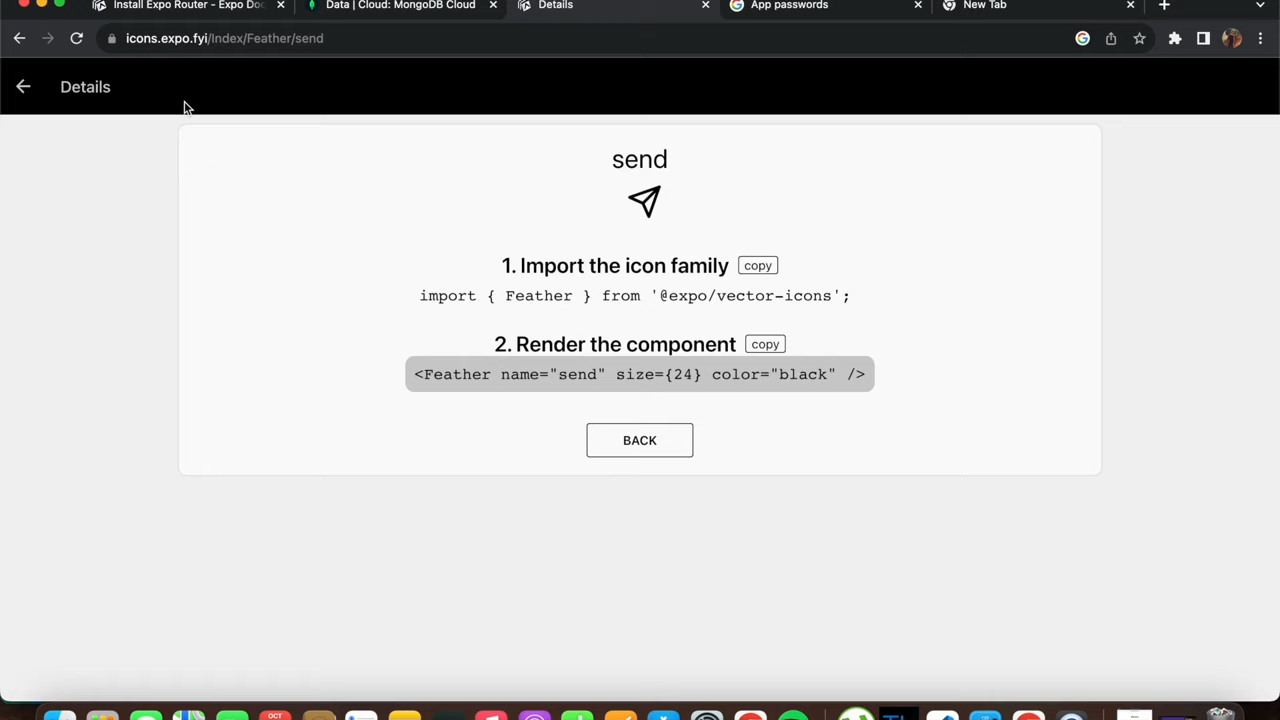 Install Expo Router - Expo Doc
Data | Cloud: MongoDB Cloud
Details
App passwords
New Tab
icons.expo.fyi/Index/Feather/send
Details
send
1. Import the icon family
copy
import { Feather } from '@expo/vector-icons';
2. Render the component
copy
<Feather name="send" size={24} color="black" />
BACK
OCT